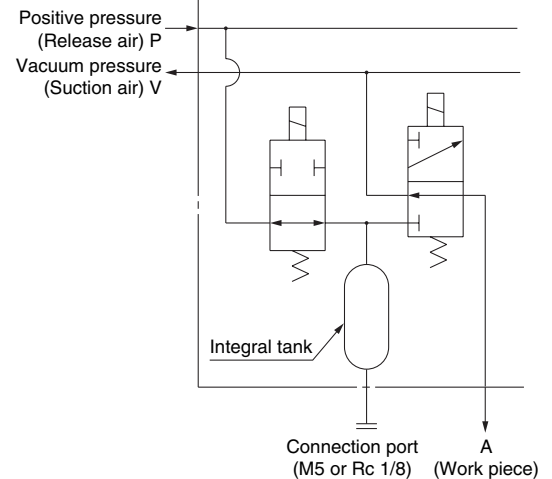 Positive pressure
(Release air) P
Vacuum pressure
(Suction air) V
Integral tank
Connection port
(M5 or Rc 1/8)
A
(Work piece)